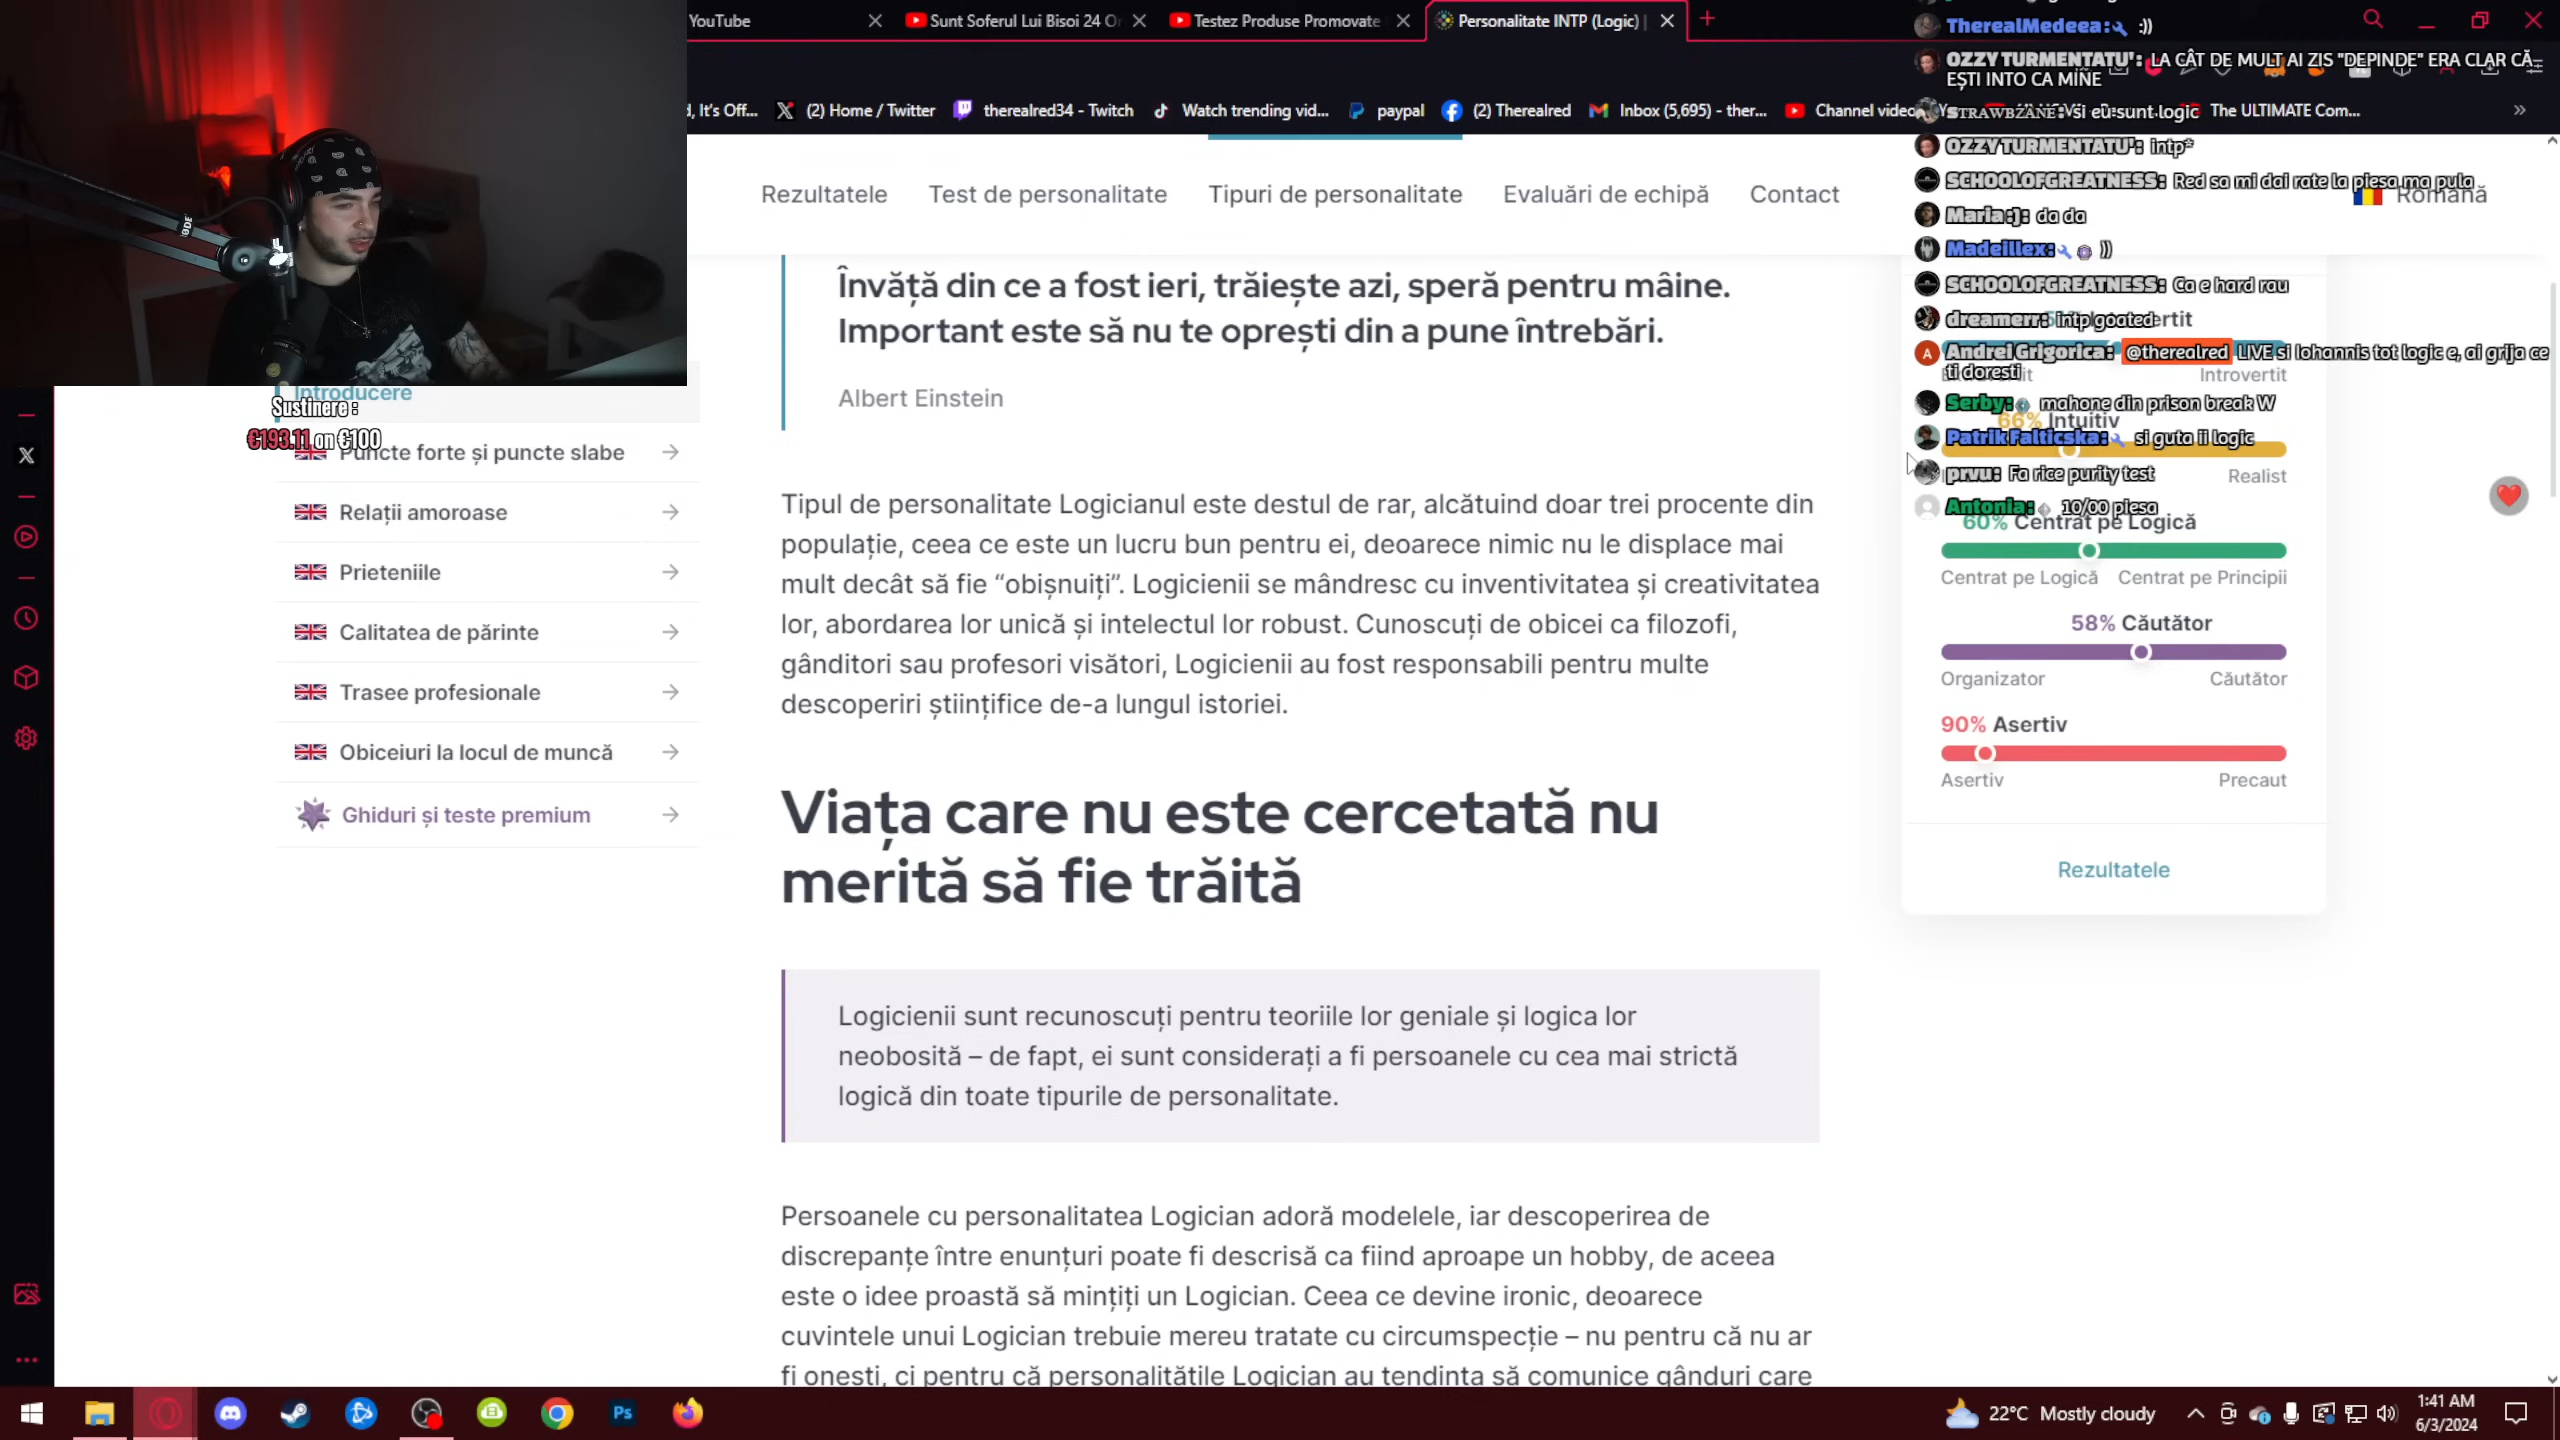 YouTube
Sunt Soferul Lui Bisoi 24 Or
Testez Produse Promovate
Personalitate INTP (Logic) |
d, It's Off...
(2) Home / Twitter
therealred34 - Twitch
Watch trending vid...
paypal
(2) Therealred
Inbox (5,695) - ther...
Channel video
The ULTIMATE Com...
Rezultatele
Test de personalitate
Tipuri de personalitate
Evaluări de echipă
Contact
Română
TherealMedeea: :))
OZZY TURMENTATU': LA CÂT DE MULT AI ZIS "DEPINDE" ERA CLAR CĂ
EȘTI INTO CA MINE
STRAWBZÀNE: si eu sunt logic
OZZY TURMENTATU': intp*
SCHOOLOFGREATNESS: Red sa mi dai rate la piesa ma pula
Maria :): da da
Madeillex: ))
SCHOOLOFGREATNESS: Ca e hard rau
dreamerr: intp goated
Andrei Grigorica: @therealred LIVE si Iohannis tot logic e, ai grija ce
ti doresti
Serby: mahone din prison break W
Patrik Falticska: si guta ii logic
prvu: Fa rice purity test
Antonia: 10/00 piesa
Învăță din ce a fost ieri, trăiește azi, speră pentru mâine.
Important este să nu te oprești din a pune întrebări.
Albert Einstein
Introducere
Sustinere :
€193.11 on €100
Puncte forte și puncte slabe
Relații amoroase
Prieteniile
Calitatea de părinte
Trasee profesionale
Obiceiuri la locul de muncă
Ghiduri și teste premium
Tipul de personalitate Logicianul este destul de rar, alcătuind doar trei procente din
populație, ceea ce este un lucru bun pentru ei, deoarece nimic nu le displace mai
mult decât să fie “obișnuiți”. Logicienii se mândresc cu inventivitatea și creativitatea
lor, abordarea lor unică și intelectul lor robust. Cunoscuți de obicei ca filozofi,
gânditori sau profesori visători, Logicienii au fost responsabili pentru multe
descoperiri științifice de-a lungul istoriei.
Viața care nu este cercetată nu
merită să fie trăită
Logicienii sunt recunoscuți pentru teoriile lor geniale și logica lor
neobosită – de fapt, ei sunt considerați a fi persoanele cu cea mai strictă
logică din toate tipurile de personalitate.
Persoanele cu personalitatea Logician adoră modelele, iar descoperirea de
discrepanțe între enunțuri poate fi descrisă ca fiind aproape un hobby, de aceea
este o idee proastă să mințiți un Logician. Ceea ce devine ironic, deoarece
cuvintele unui Logician trebuie mereu tratate cu circumspecție – nu pentru că nu ar
fi onești, ci pentru că personalitățile Logician au tendința să comunice gânduri care
Introvertit
66% Intuitiv
Realist
60% Centrat pe Logică
Centrat pe Logică
Centrat pe Principii
58% Căutător
Organizator
Căutător
90% Asertiv
Asertiv
Precaut
Rezultatele
22°C Mostly cloudy
1:41 AM
6/3/2024